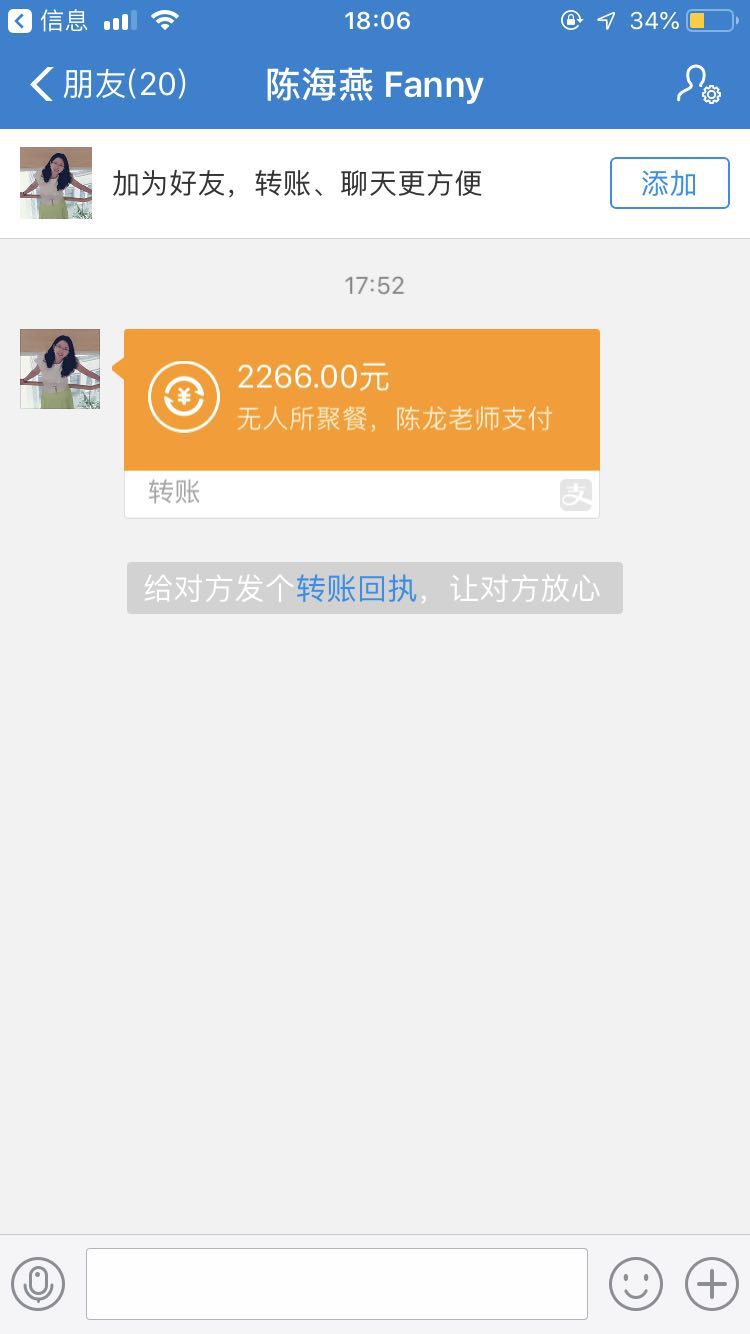 信息 18:06 34%
朋友(20) 陈海燕 Fanny
加为好友，转账、聊天更方便 添加
17:52
¥ 2266.00元
无人所聚餐，陈龙老师支付
转账 支
给对方发个转账回执，让对方放心